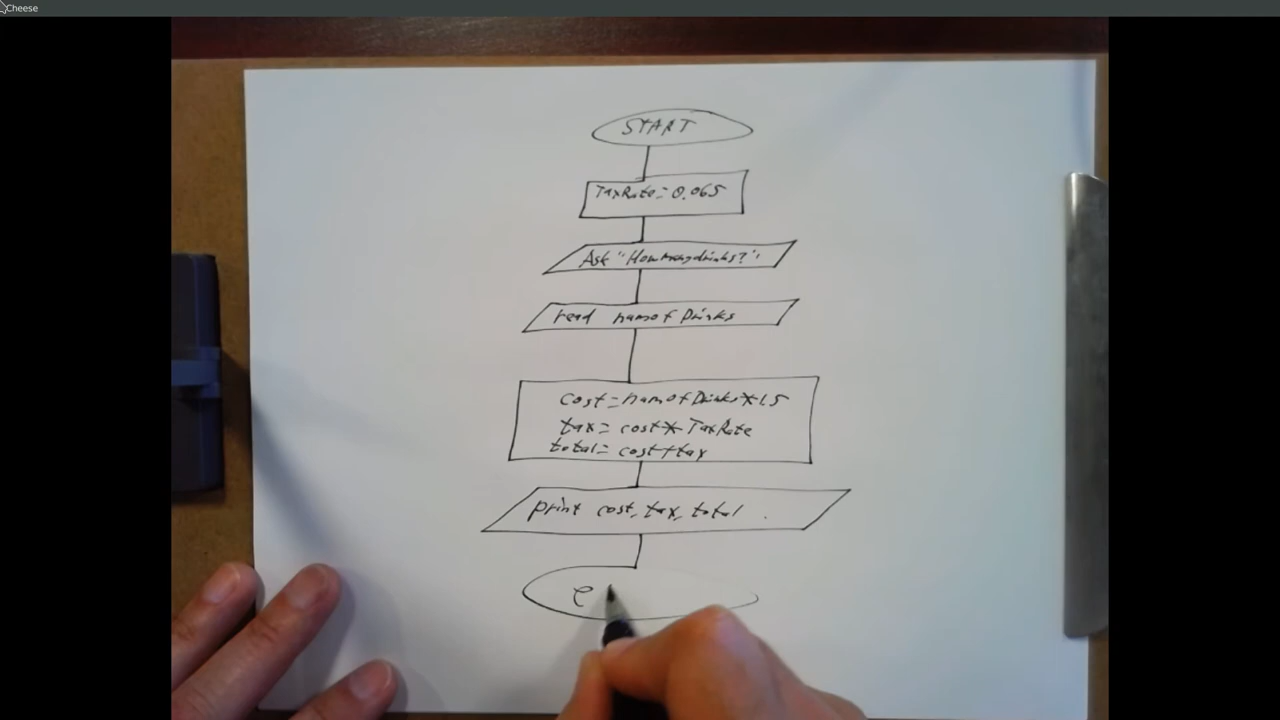 Cheese
START
TaxRate=0.065
Ask "How many drinks?"
read numofDrinks
cost=numofDrinks*1.5
tax= cost*TaxRate
total= cost+tax
print cost, tax, total
e